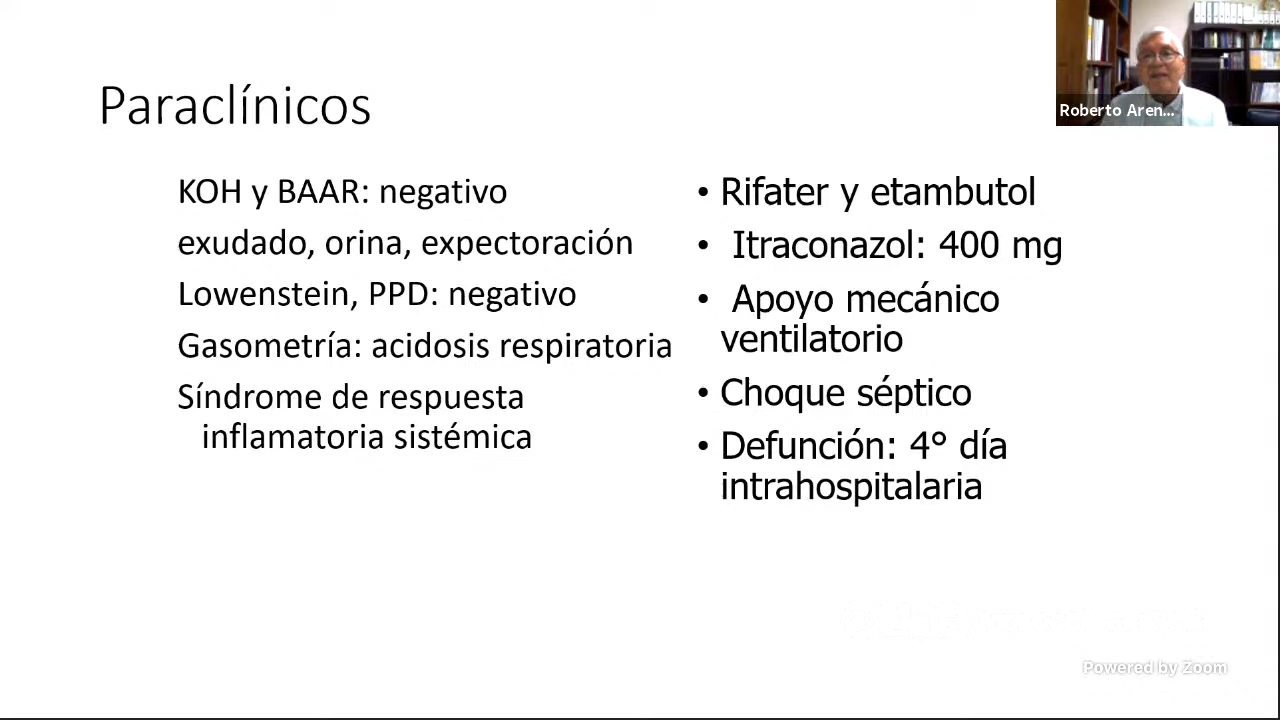 Paraclínicos
KOH y BAAR: negativo
exudado, orina, expectoración
Lowenstein, PPD: negativo
Gasometría: acidosis respiratoria
Síndrome de respuesta
inflamatoria sistémica
• Rifater y etambutol
• Itraconazol: 400 mg
• Apoyo mecánico
ventilatorio
• Choque séptico
• Defunción: 4° día
intrahospitalaria
Roberto Aren...
Powered by Zoom